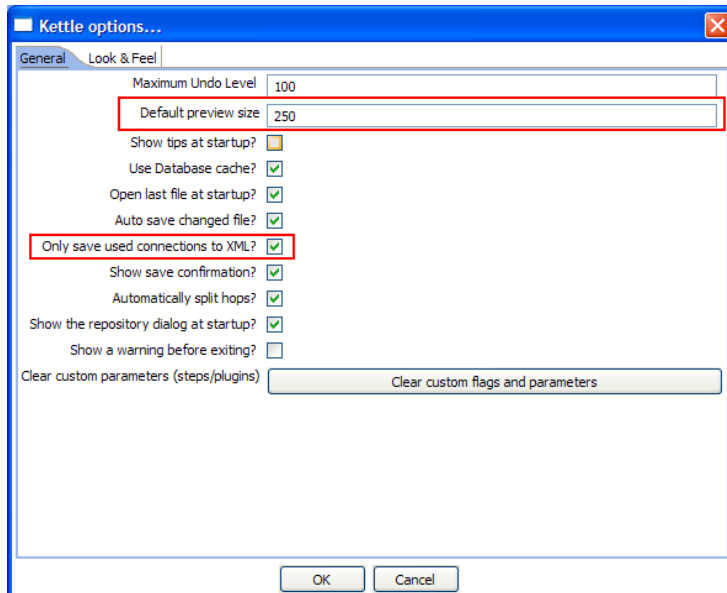 Kettle options...
General Look & Feel
Maximum Undo Level 100
Default preview size 250
Show tips at startup?
Use Database cache?
Open last file at startup?
Auto save changed file?
Only save used connections to XML?
Show save confirmation?
Automatically split hops?
Show the repository dialog at startup?
Show a warning before exiting?
Clear custom parameters (steps/plugins) Clear custom flags and parameters
OK Cancel